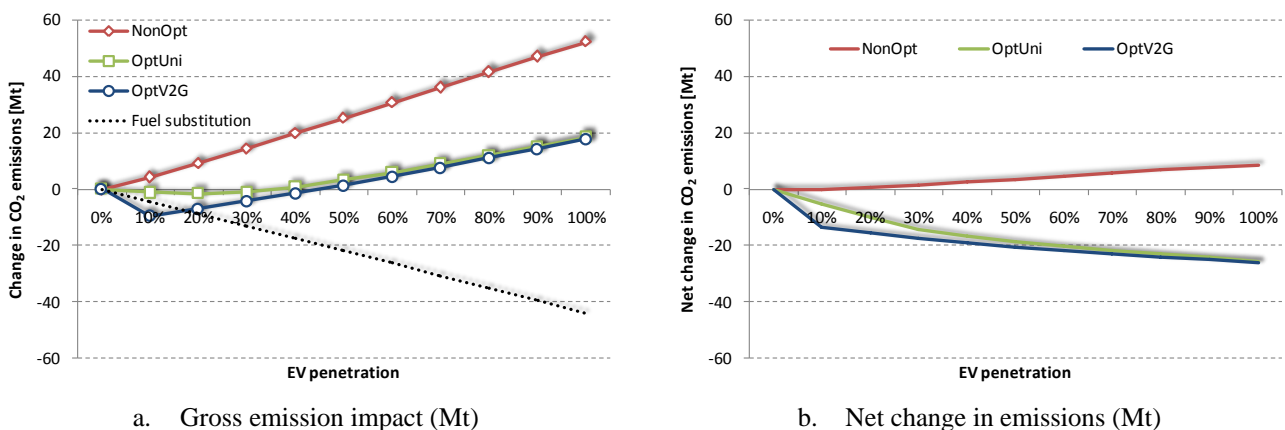 60
40
20
0
-20
-40
-60
Change in CO2 emissions [Mt]
NonOpt
OptUni
OptV2G
Fuel substitution
0% 10% 20% 30% 40% 50% 60% 70% 80% 90% 100%
EV penetration
a. Gross emission impact (Mt)
60
40
20
0
-20
-40
-60
Net change in CO2 emissions [Mt]
NonOpt OptUni OptV2G
0% 10% 20% 30% 40% 50% 60% 70% 80% 90% 100%
EV penetration
b. Net change in emissions (Mt)